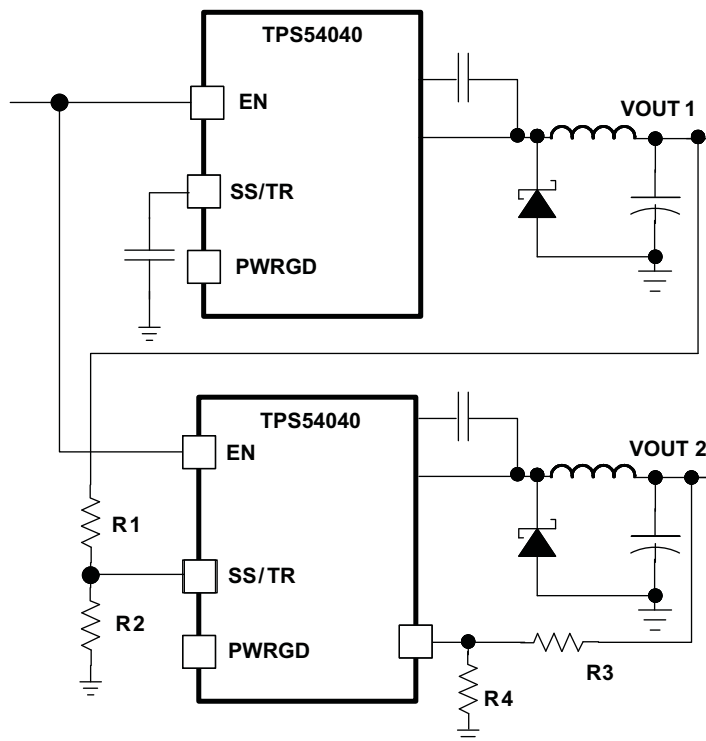 TPS54040
EN
VOUT 1
SS/TR
PWRGD
TPS54040
EN
VOUT 2
R1
SS/TR
R2
PWRGD
R3
R4